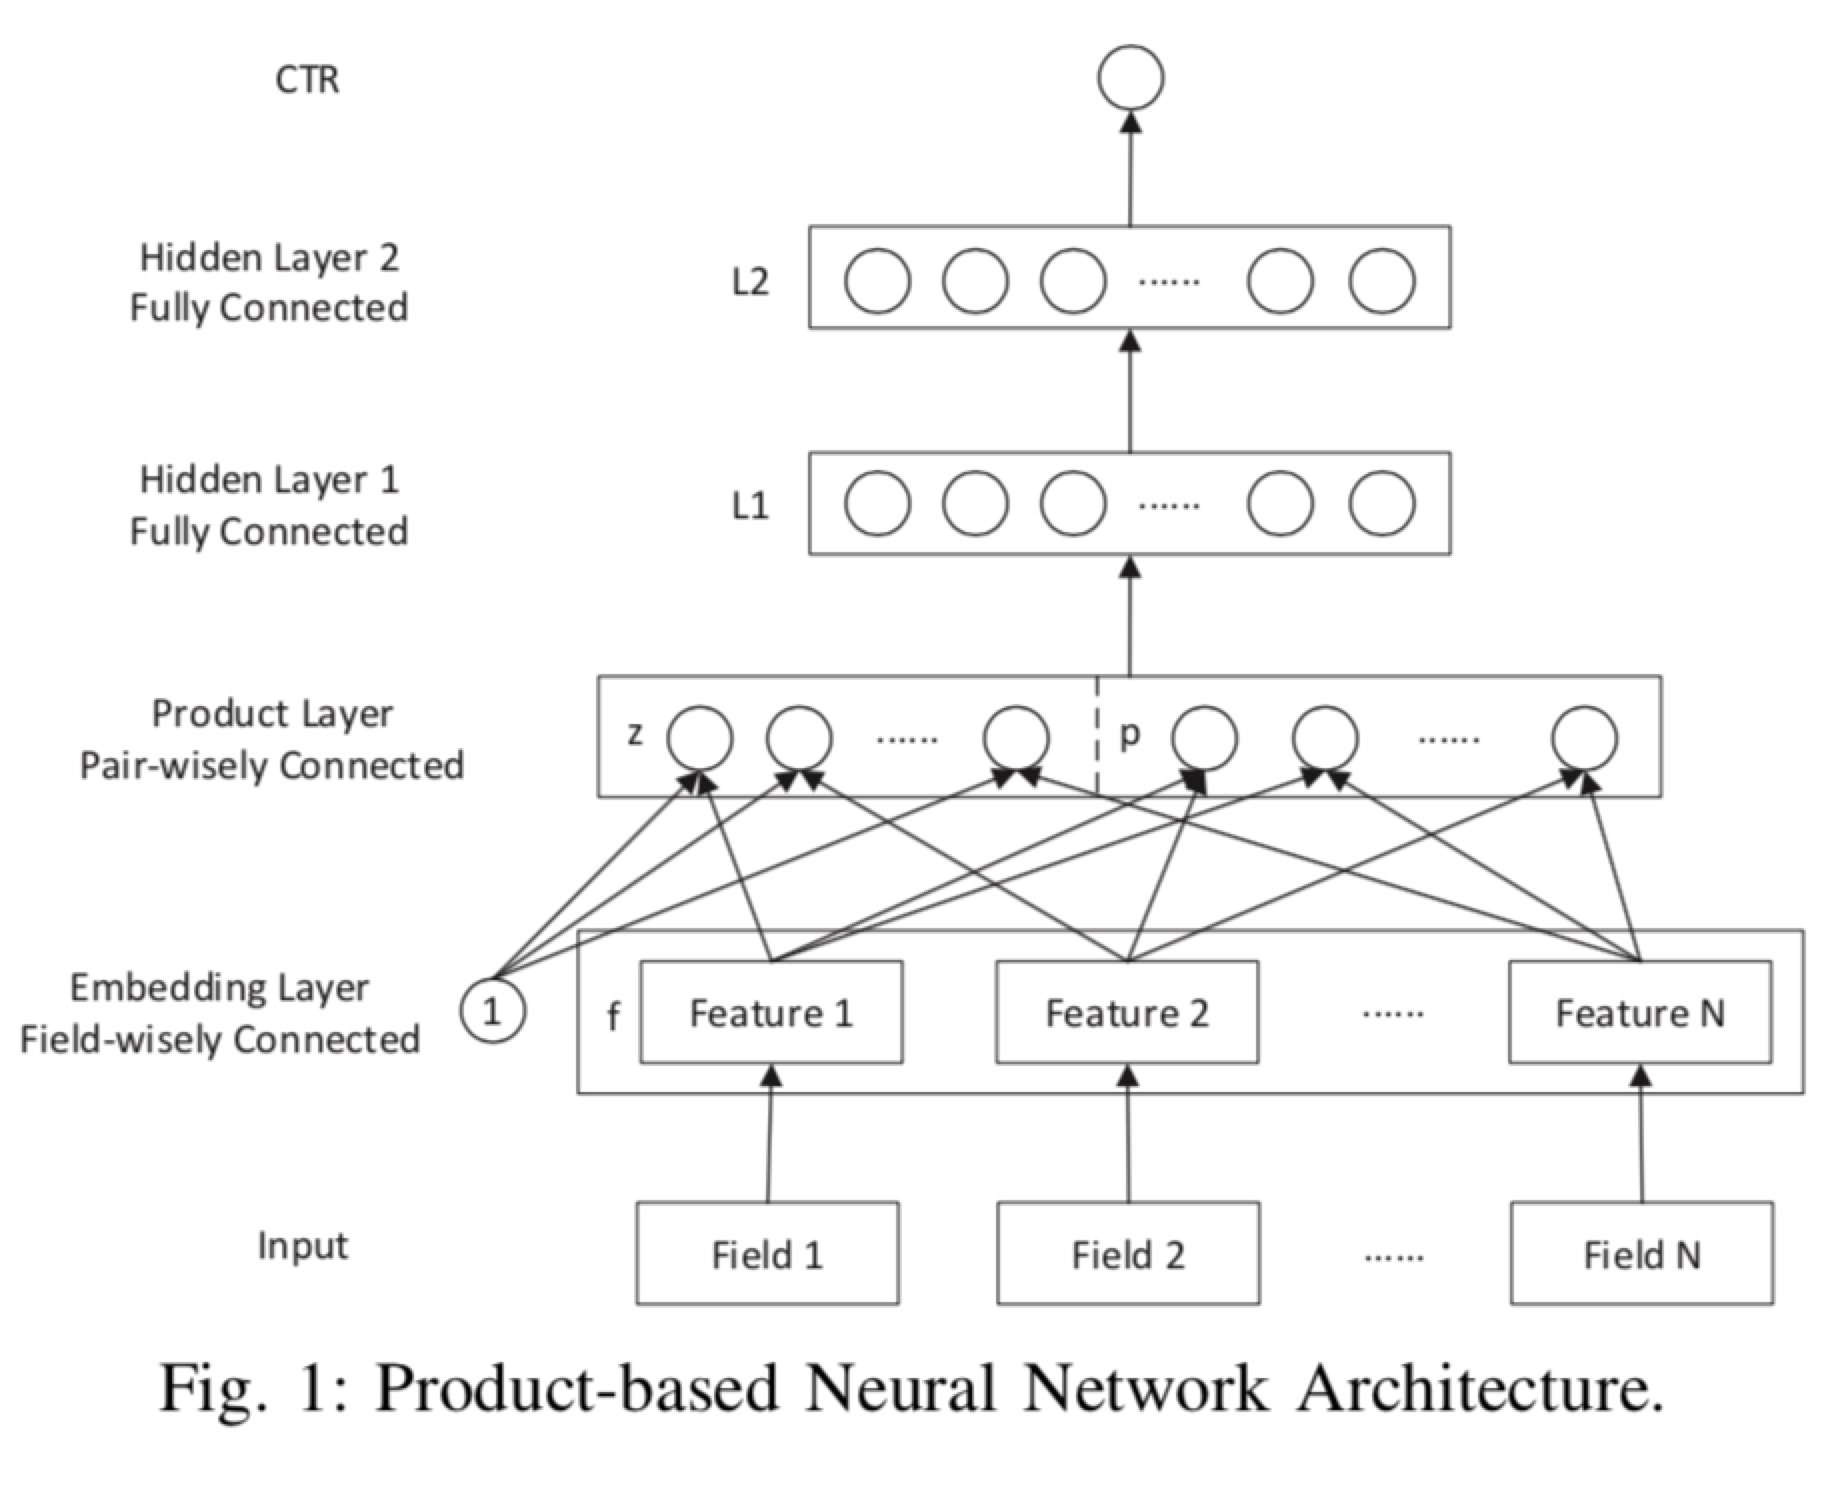 CTR
Hidden Layer 2
Fully Connected
L2
......
Hidden Layer 1
Fully Connected
L1
......
Product Layer
Pair-wisely Connected
z
......
p
......
Embedding Layer
Field-wisely Connected
1
f
Feature 1
Feature 2
......
Feature N
Input
Field 1
Field 2
......
Field N
Fig. 1: Product-based Neural Network Architecture.